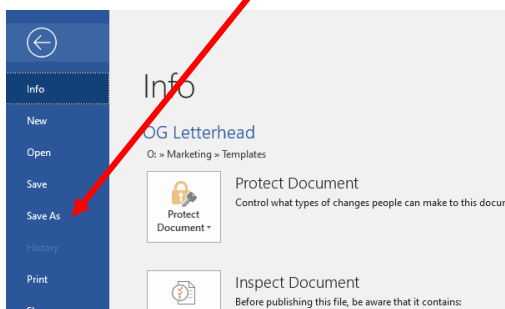 Info
New
Open
Save
Save As
History
Print
Info
OG Letterhead
O: » Marketing » Templates
Protect
Document
Protect Document
Control what types of changes people can make to this docu
Inspect Document
Before publishing this file, be aware that it contains: